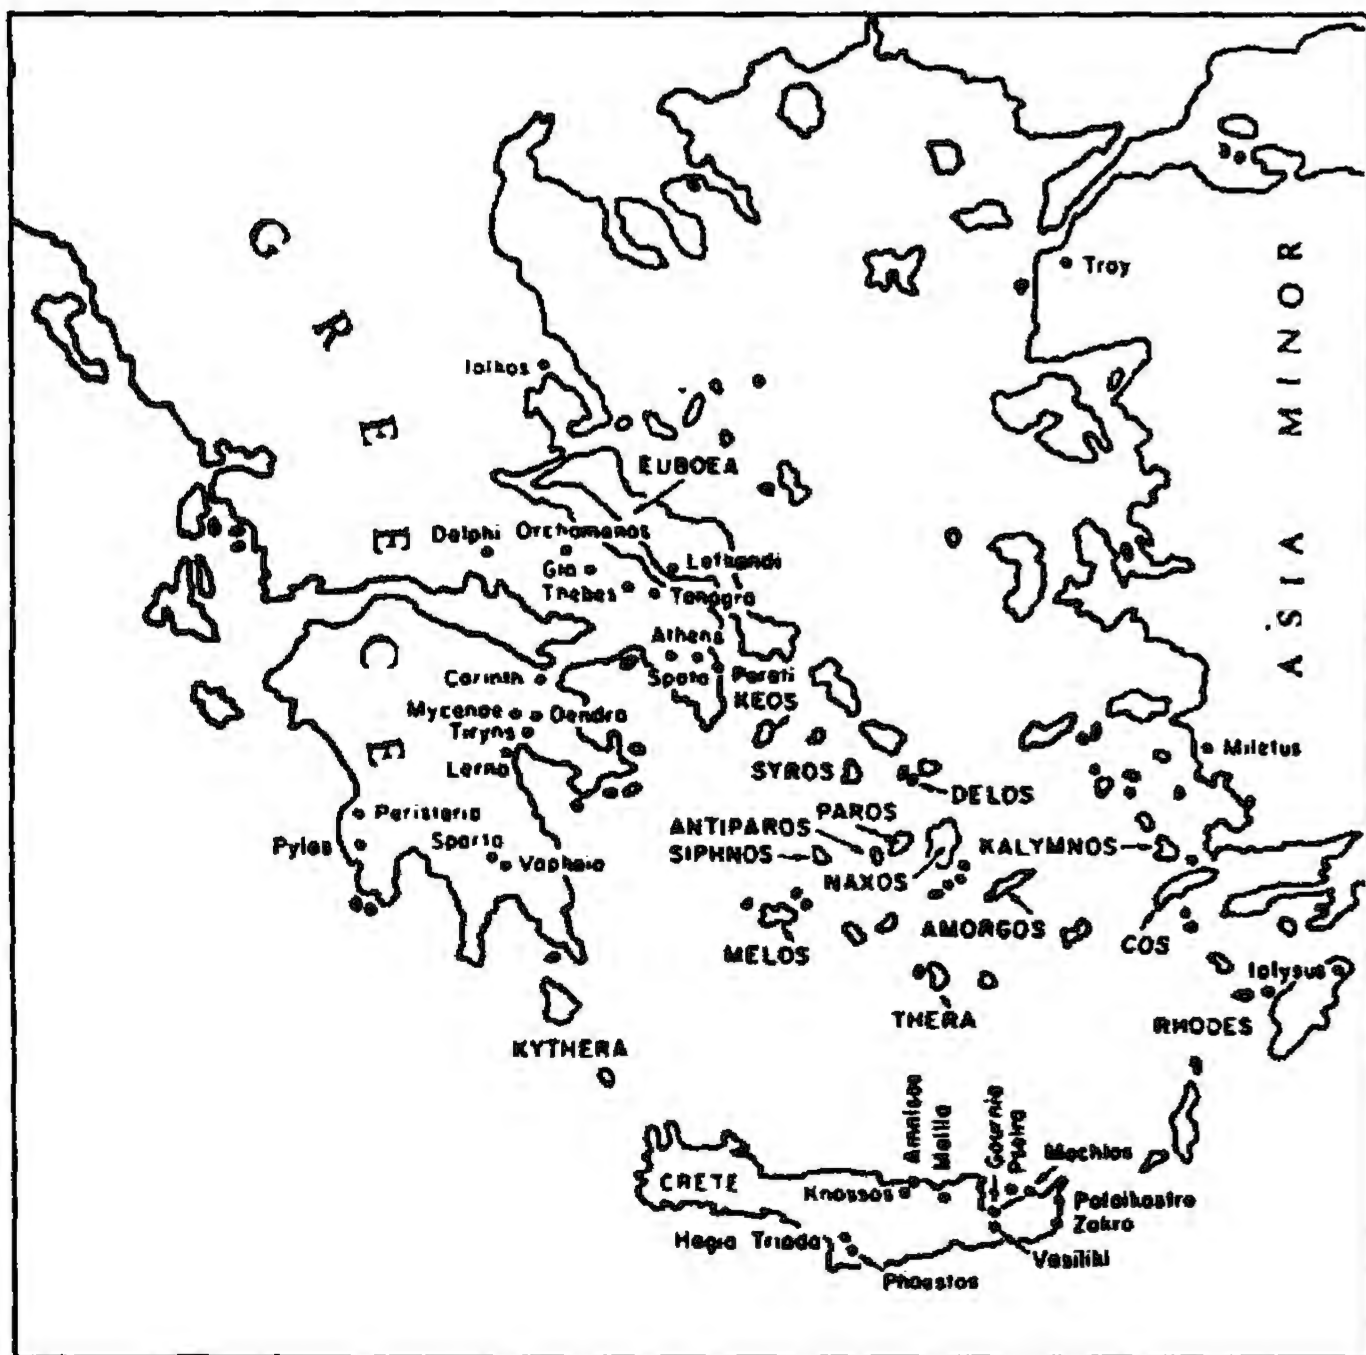 GREECE
ASIA MINOR
Troy
Iolkos
EUBOEA
Delphi
Orchomenos
Gla
Lefkandi
Thebes
Tanagra
Athens
Spata
Perati
KEOS
Corinth
Mycenae
Dendra
Tiryns
Lerna
SYROS
DELOS
Miletus
PAROS
ANTIPAROS
SIPHNOS
NAXOS
KALYMNOS
Peristeria
Pylos
Sparta
Vapheio
MELOS
AMORGOS
COS
THERA
Ialysus
RHODES
KYTHERA
CRETE
Knossos
Amnisos
Mallia
Gournia
Pseira
Mochlos
Palaikastro
Zakro
Vasiliki
Hagia Triada
Phaestos